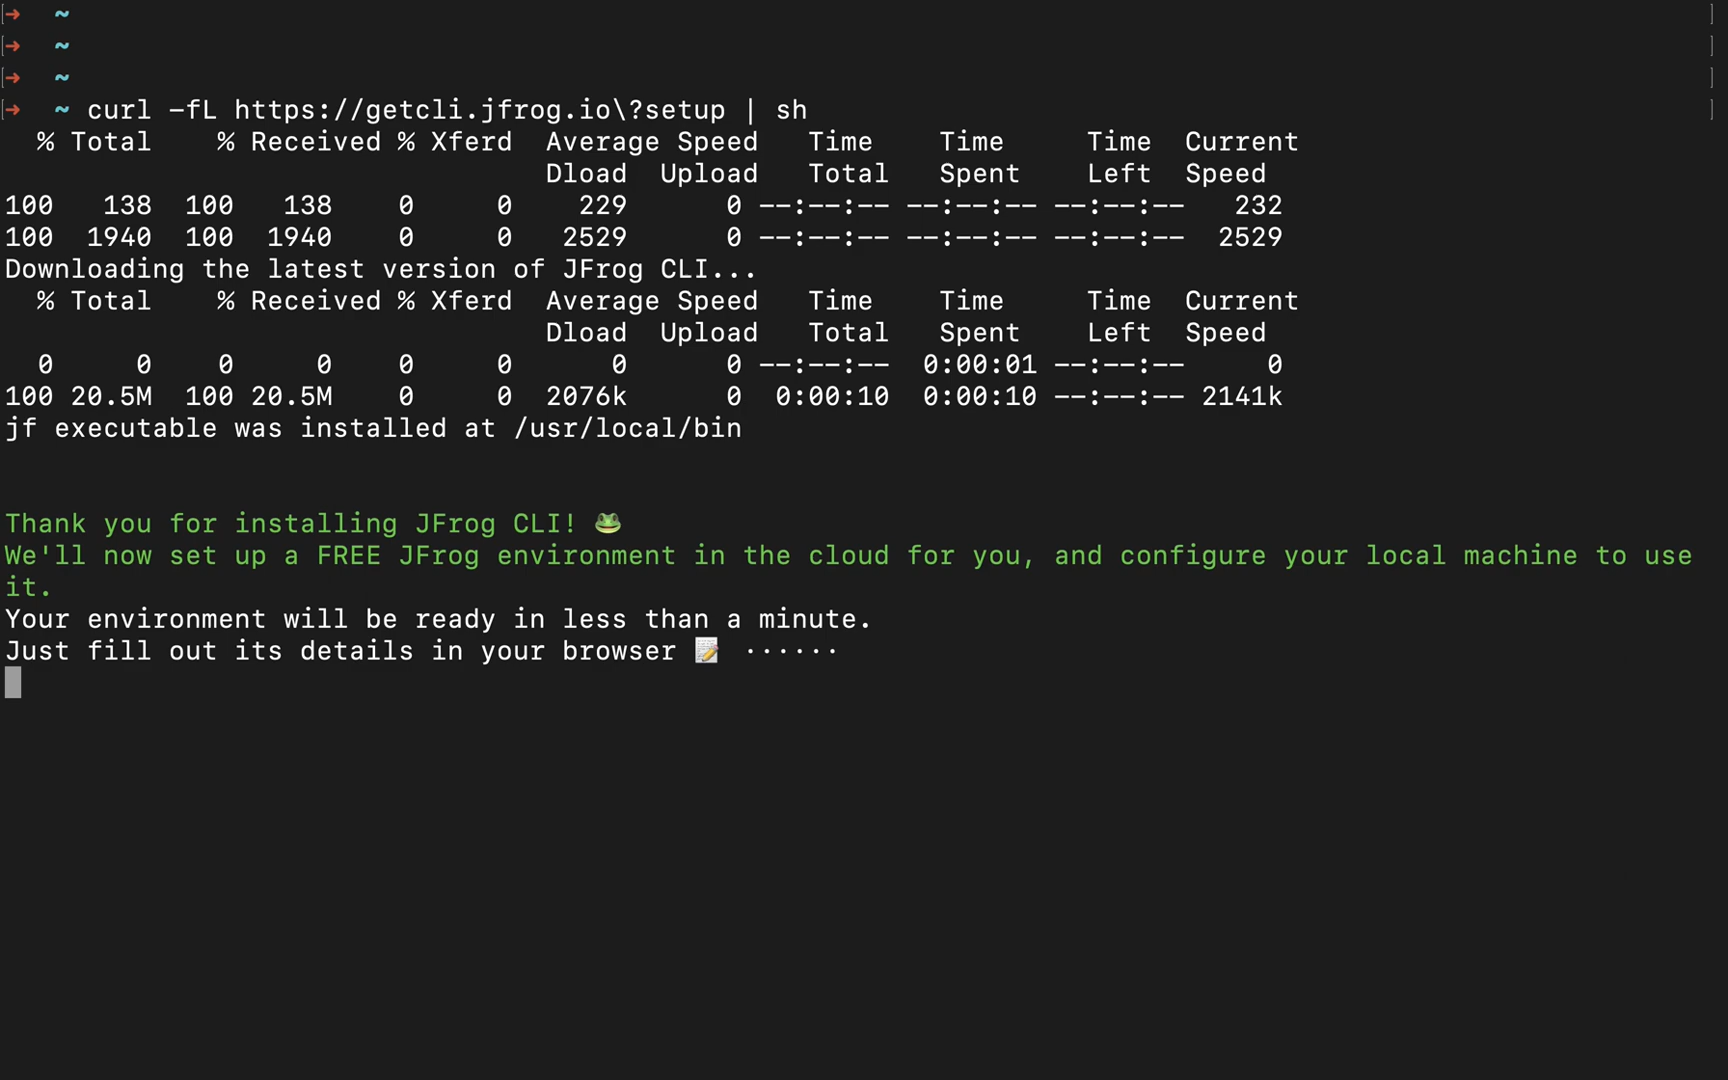 [➜ ~ ]
[➜ ~ ]
[➜ ~ ]
[➜ ~ curl -fL https://getcli.jfrog.io\?setup | sh ]
% Total % Received % Xferd Average Speed Time Time Time Current
Dload Upload Total Spent Left Speed
100 138 100 138 0 0 229 0 --:--:-- --:--:-- --:--:-- 232
100 1940 100 1940 0 0 2529 0 --:--:-- --:--:-- --:--:-- 2529
Downloading the latest version of JFrog CLI...
% Total % Received % Xferd Average Speed Time Time Time Current
Dload Upload Total Spent Left Speed
0 0 0 0 0 0 0 0 --:--:-- 0:00:01 --:--:-- 0
100 20.5M 100 20.5M 0 0 2076k 0 0:00:10 0:00:10 --:--:-- 2141k
jf executable was installed at /usr/local/bin
Thank you for installing JFrog CLI! 🐸
We'll now set up a FREE JFrog environment in the cloud for you, and configure your local machine to use
it.
Your environment will be ready in less than a minute.
Just fill out its details in your browser 📝 ······